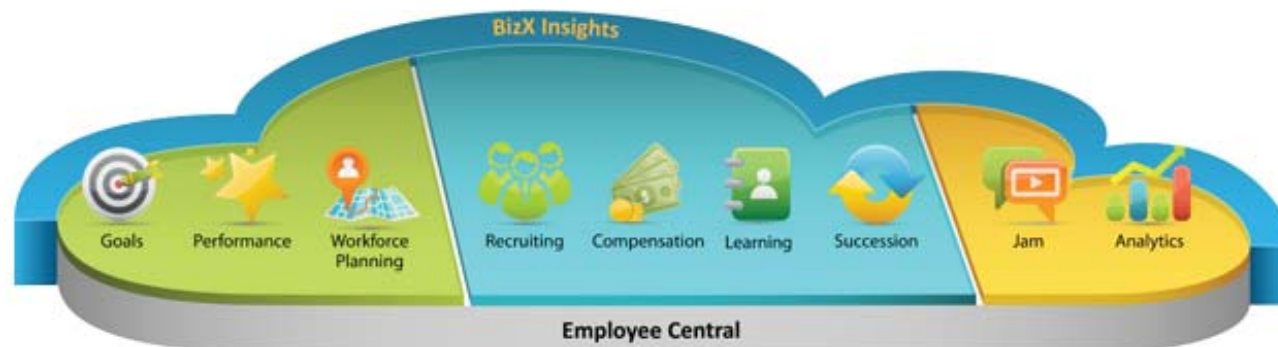 BizX Insights
Goals
Performance
Workforce
Planning
Recruiting
Compensation
Learning
Succession
Jam
Analytics
Employee Central